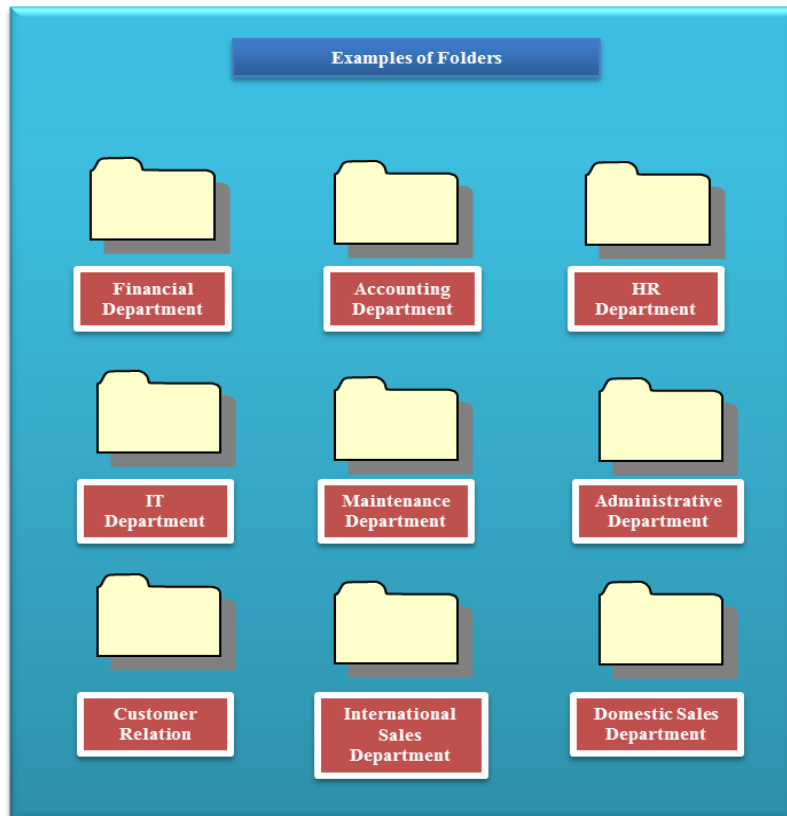 Examples of Folders
Financial
Department
Accounting
Department
HR
Department
IT
Department
Maintenance
Department
Administrative
Department
Customer
Relation
International
Sales
Department
Domestic Sales
Department